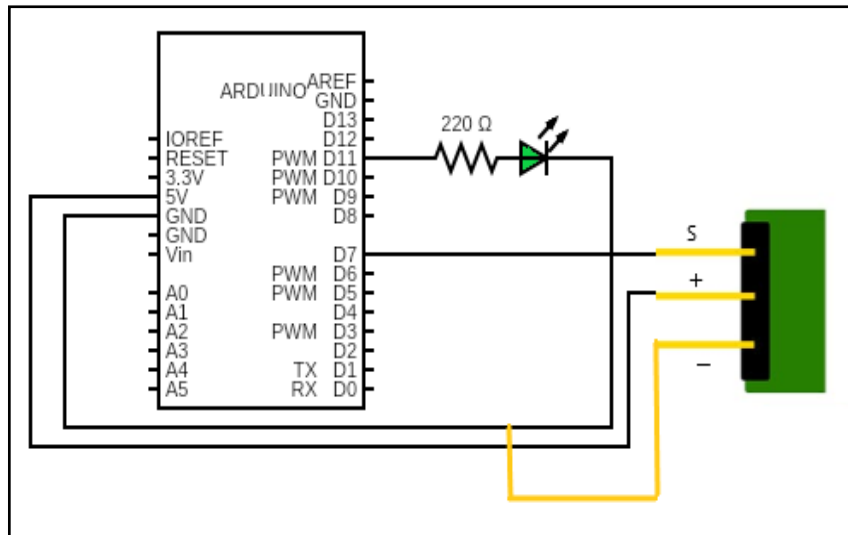 ARDUINO
AREF
GND
D13
D12
PWM D11
PWM D10
PWM D9
D8
D7
PWM D6
PWM D5
D4
PWM D3
D2
TX D1
RX D0
IOREF
RESET
3.3V
5V
GND
GND
Vin
A0
A1
A2
A3
A4
A5
220 Ω
S
+
–